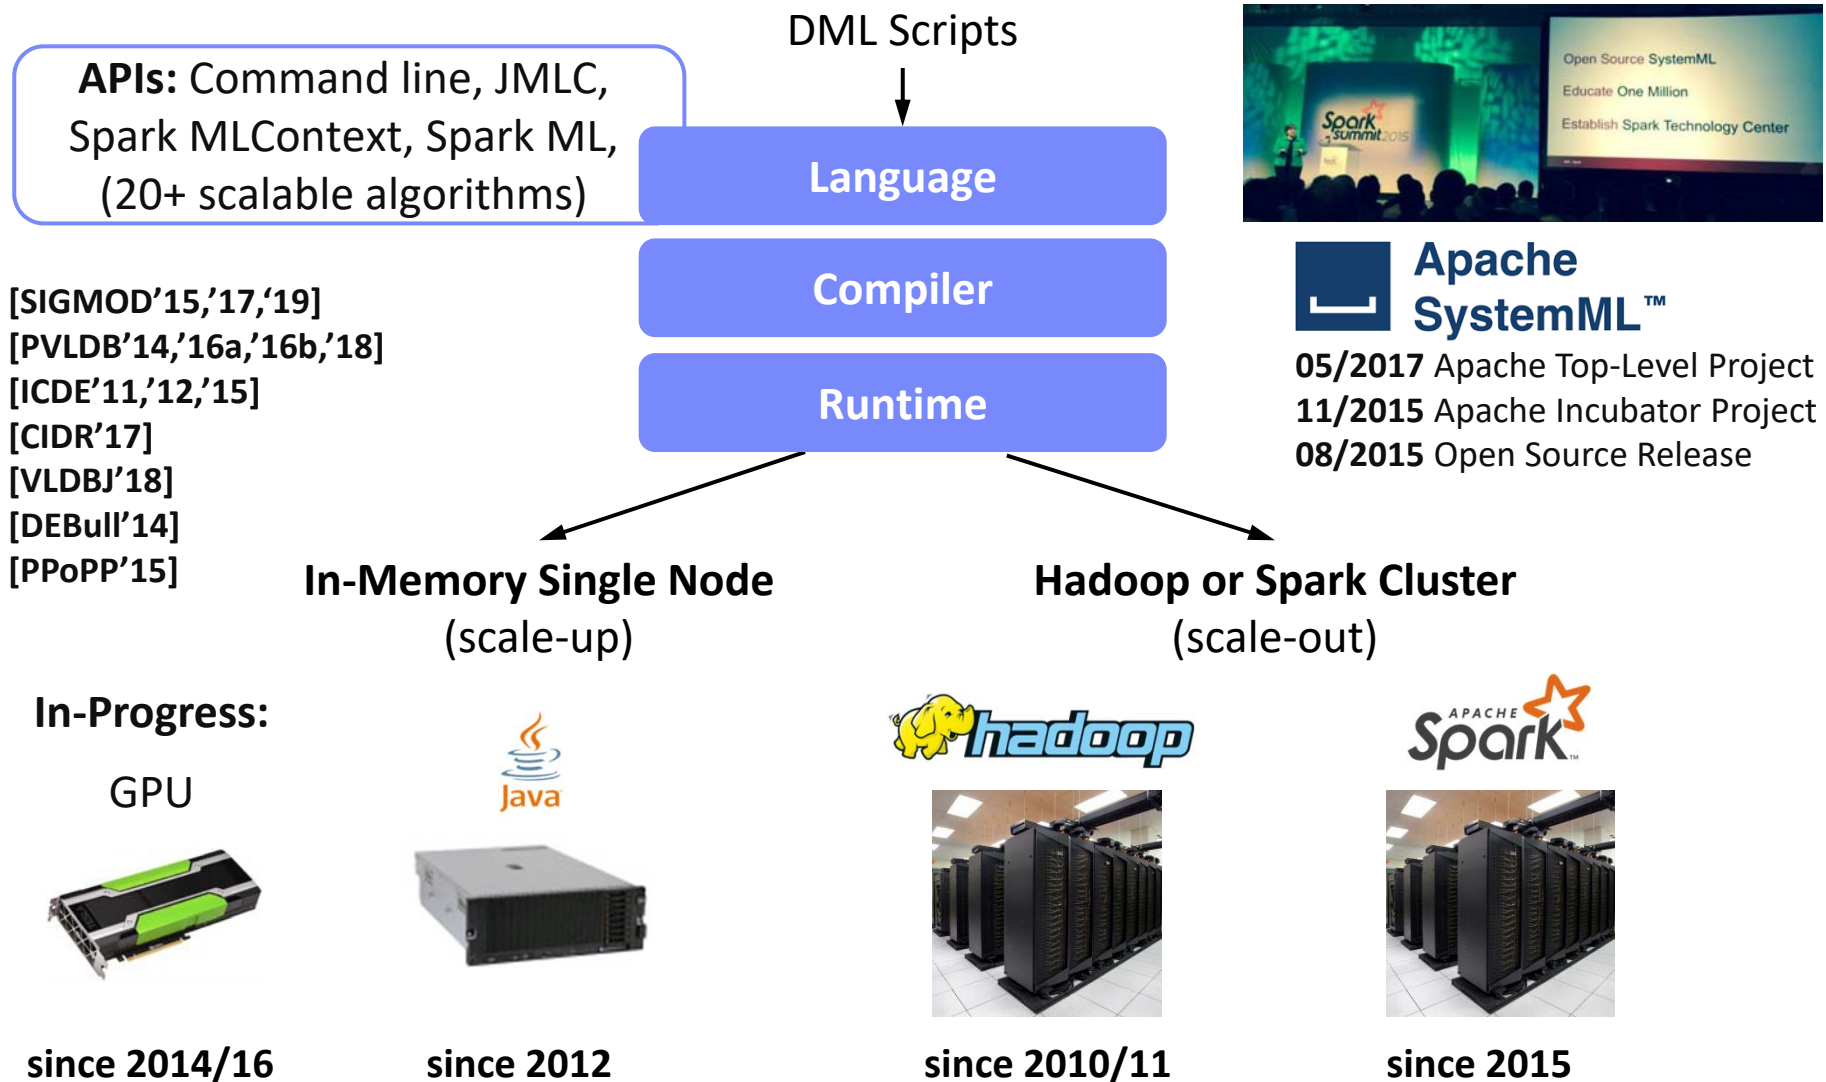 DML Scripts
APIs: Command line, JMLC,
Spark MLContext, Spark ML,
(20+ scalable algorithms)
Language
Compiler
Runtime
Open Source SystemML
Educate One Million
Establish Spark Technology Center
Spark
summit2015
Apache
SystemML™
05/2017 Apache Top-Level Project
11/2015 Apache Incubator Project
08/2015 Open Source Release
[SIGMOD’15,’17,‘19]
[PVLDB’14,’16a,’16b,’18]
[ICDE’11,’12,’15]
[CIDR’17]
[VLDBJ’18]
[DEBull’14]
[PPoPP’15]
In-Memory Single Node
(scale-up)
Hadoop or Spark Cluster
(scale-out)
In-Progress:
GPU
Java
hadoop
APACHE
Spark™
since 2014/16
since 2012
since 2010/11
since 2015